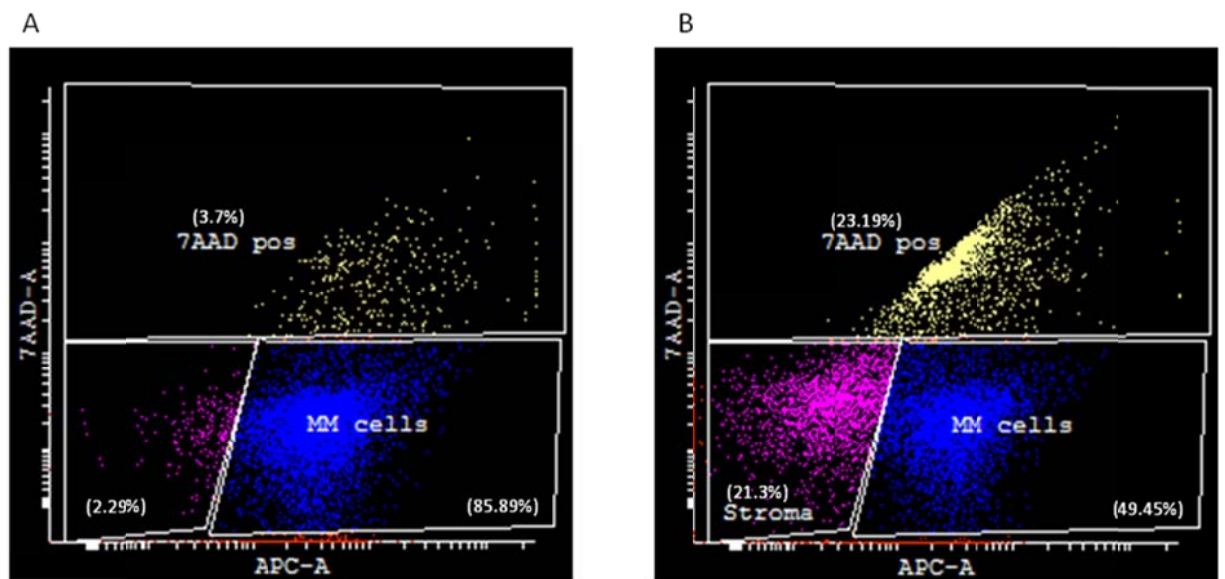 A
(3.7%)
7AAD pos
7AAD-A
MM cells
(2.29%)
(85.89%)
APC-A
B
(23.19%)
7AAD pos
7AAD-A
MM cells
(21.3%)
Stroma
(49.45%)
APC-A